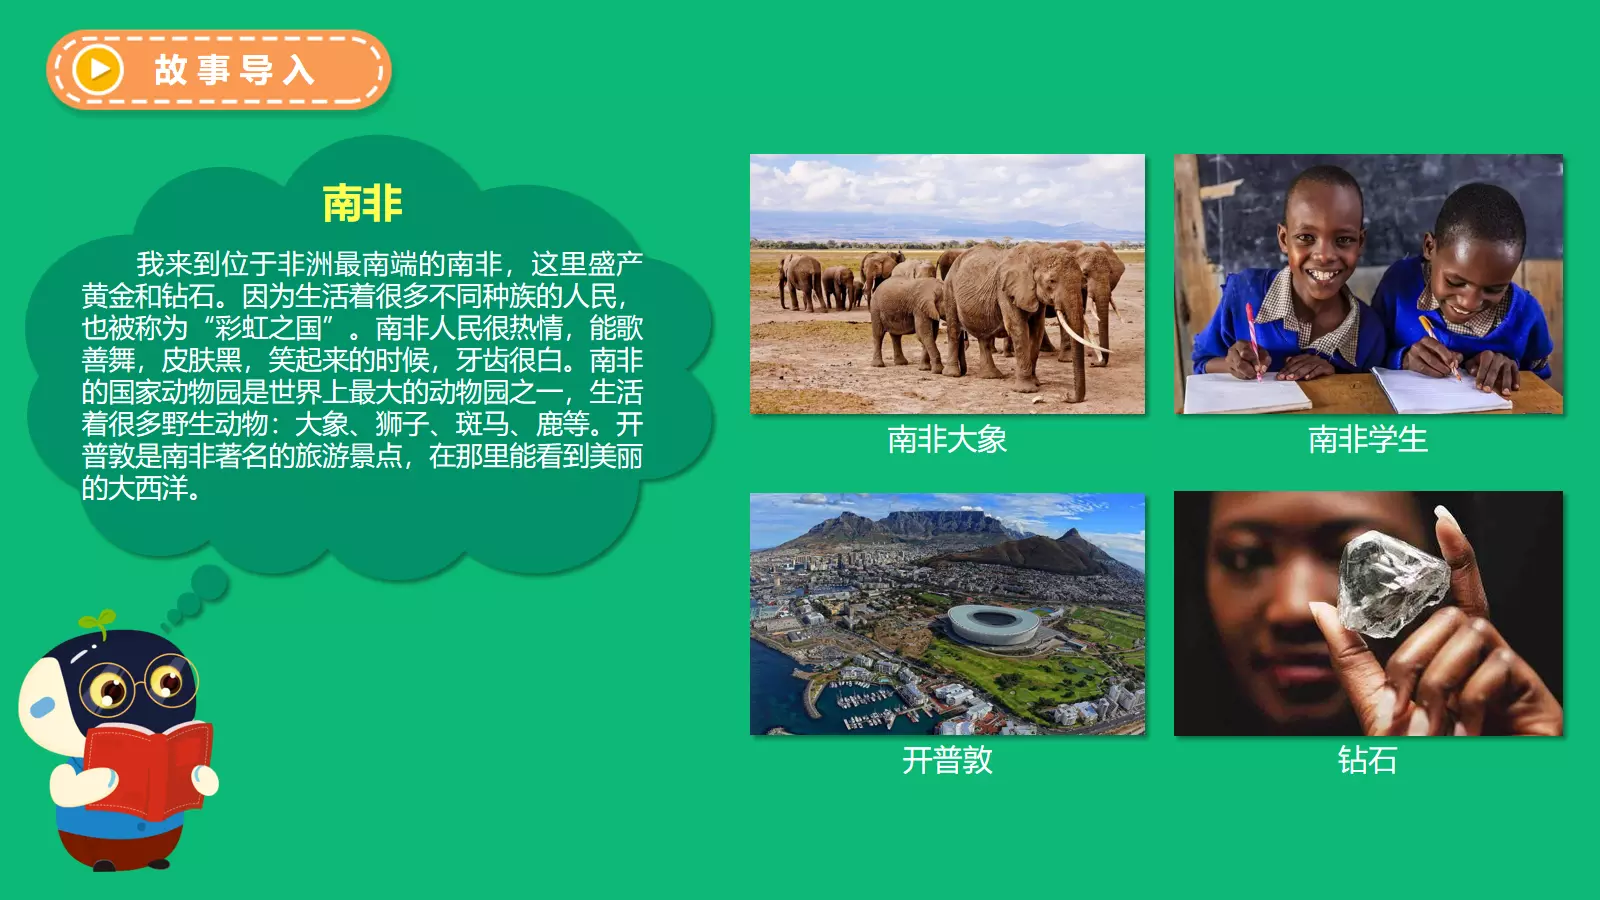 故事导入
南非
我来到位于非洲最南端的南非，这里盛产
黄金和钻石。因为生活着很多不同种族的人民，
也被称为“彩虹之国”。南非人民很热情，能歌
善舞，皮肤黑，笑起来的时候，牙齿很白。南非
的国家动物园是世界上最大的动物园之一，生活
着很多野生动物：大象、狮子、斑马、鹿等。开
普敦是南非著名的旅游景点，在那里能看到美丽
的大西洋。
南非大象
南非学生
开普敦
钻石